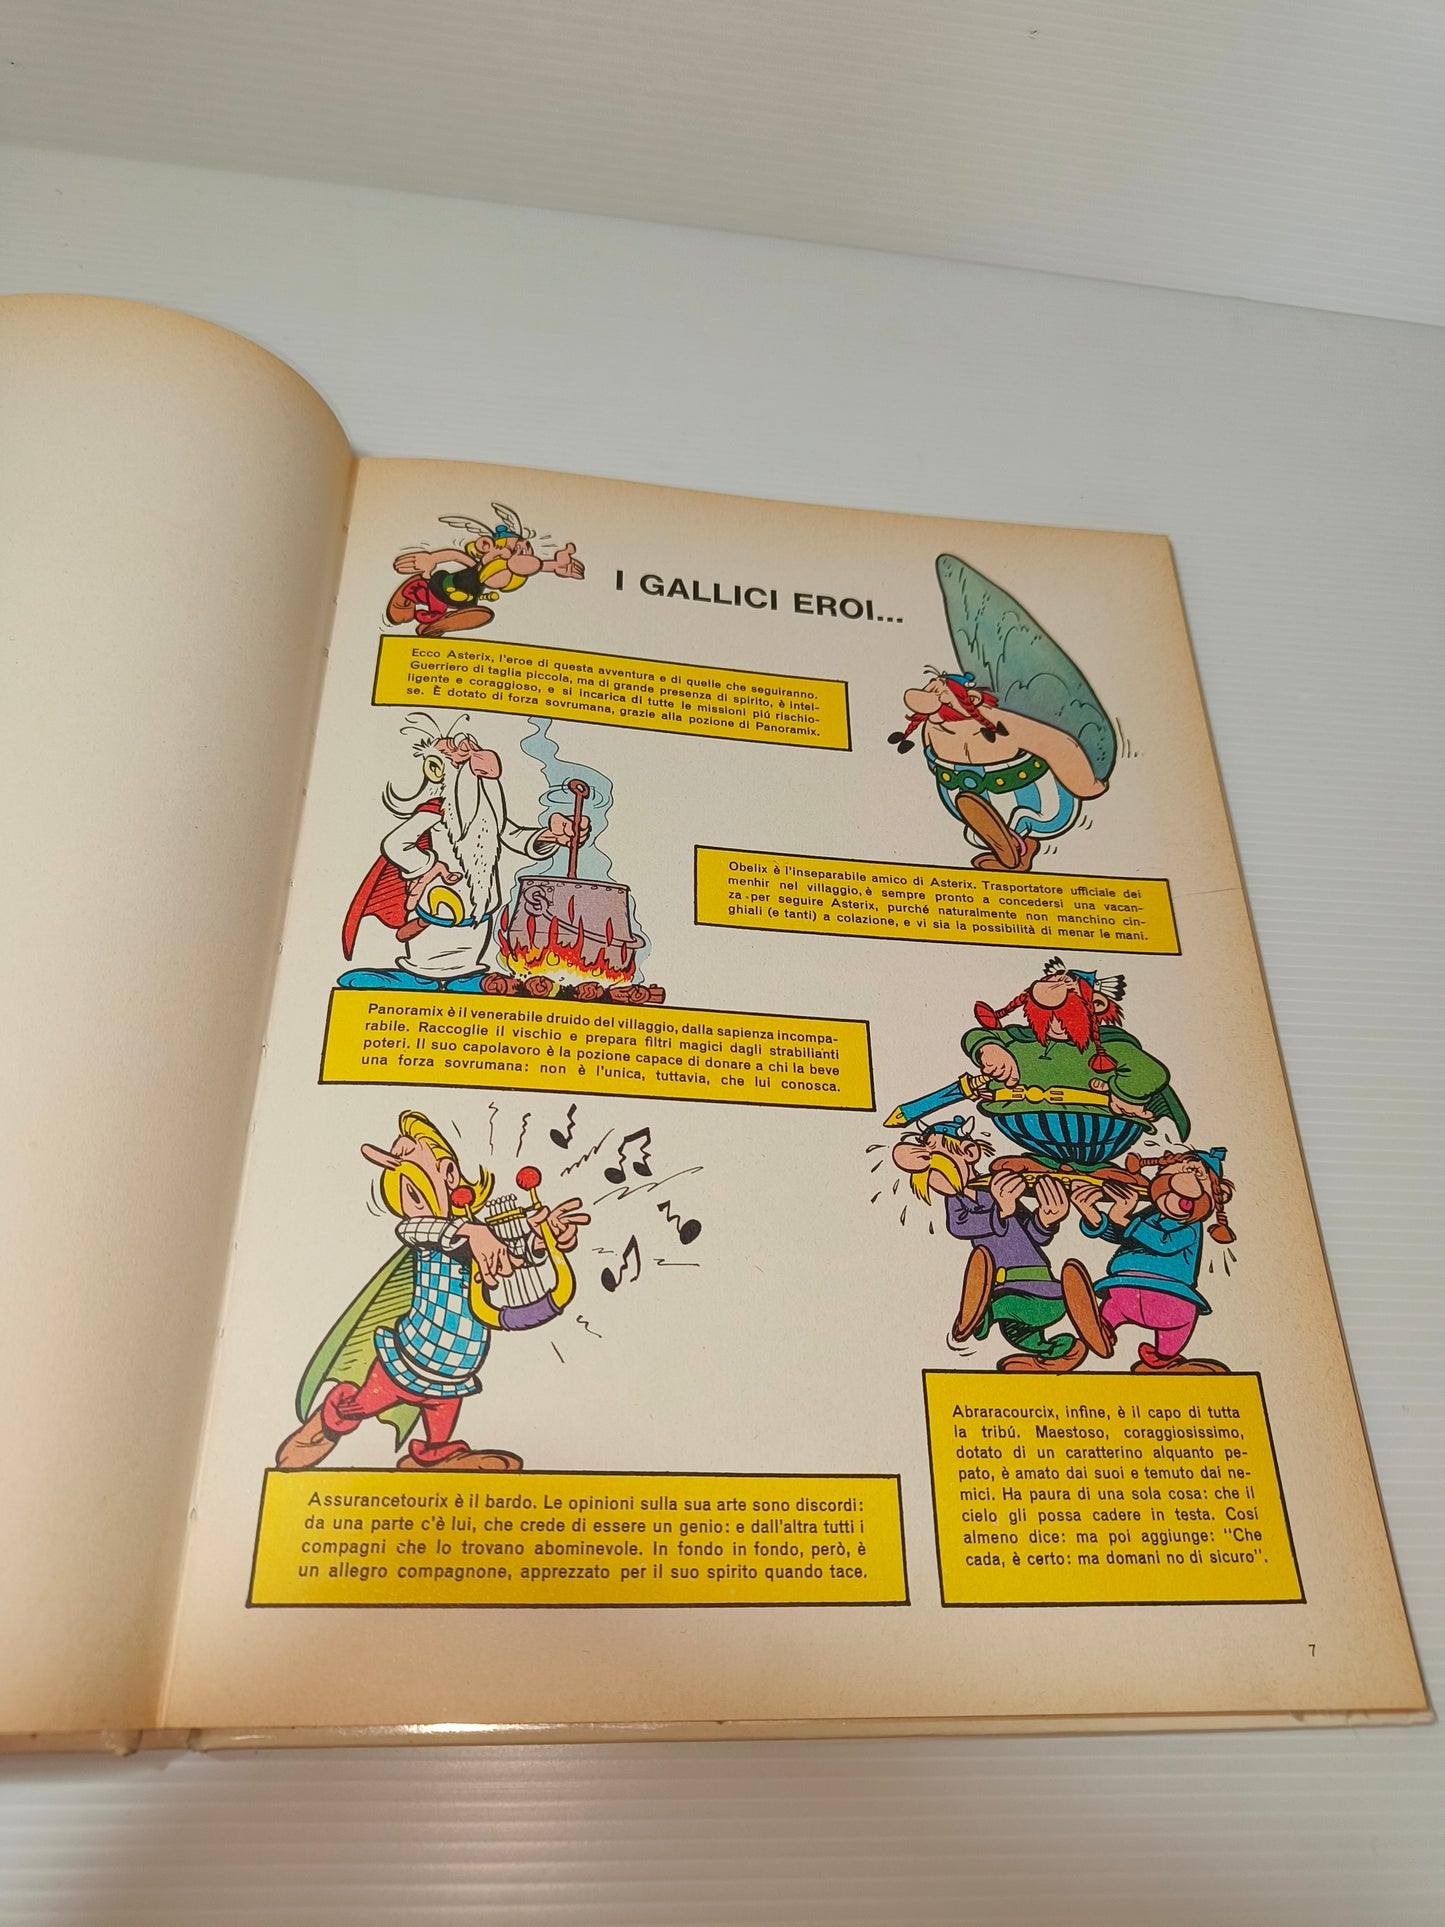 I GALLICI EROI...
Ecco Asterix, l'eroe di questa avventura e di quelle che seguiranno.
Guerriero di taglia piccola, ma di grande presenza di spirito, è intel-
ligente e coraggioso, e si incarica di tutte le missioni piú rischio-
se. È dotato di forza sovrumana, grazie alla pozione di Panoramix.
Obelix è l'inseparabile amico di Asterix. Trasportatore ufficiale dei
menhir nel villaggio, è sempre pronto a concedersi una vacan-
za per seguire Asterix, purché naturalmente non manchino cin-
ghiali (e tanti) a colazione, e vi sia la possibilità di menar le mani.
Panoramix è il venerabile druido del villaggio, dalla sapienza incompa-
rabile. Raccoglie il vischio e prepara filtri magici dagli strabilianti
poteri. Il suo capolavoro è la pozione capace di donare a chi la beve
una forza sovrumana: non è l'unica, tuttavia, che lui conosca.
Assurancetourix è il bardo. Le opinioni sulla sua arte sono discordi:
da una parte c'è lui, che crede di essere un genio: e dall'altra tutti i
compagni che lo trovano abominevole. In fondo in fondo, però, è
un allegro compagnone, apprezzato per il suo spirito quando tace.
Abraracourcix, infine, è il capo di tutta
la tribú. Maestoso, coraggiosissimo,
dotato di un caratterino alquanto pe-
pato, è amato dai suoi e temuto dai ne-
mici. Ha paura di una sola cosa: che il
cielo gli possa cadere in testa. Cosí
almeno dice: ma poi aggiunge: "Che
cada, è certo: ma domani no di sicuro".
7